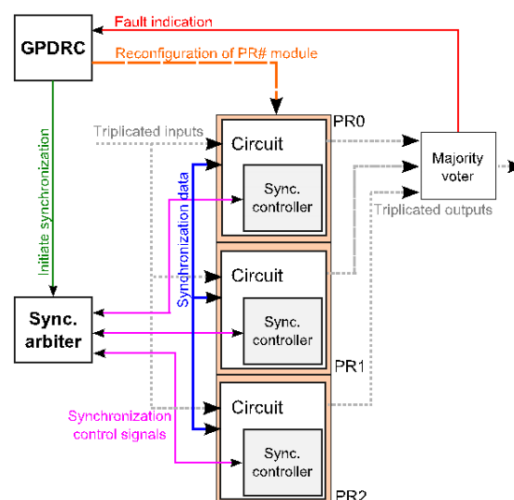 Fault indication
GPDRC
Reconfiguration of PR# module
PR0
Triplicated inputs
Circuit
Majority
voter
Sync.
controller
Triplicated outputs
Initiate synchronization
Synchronization data
Circuit
Sync.
arbiter
Sync.
controller
PR1
Circuit
Synchronization
control signals
Sync.
controller
PR2